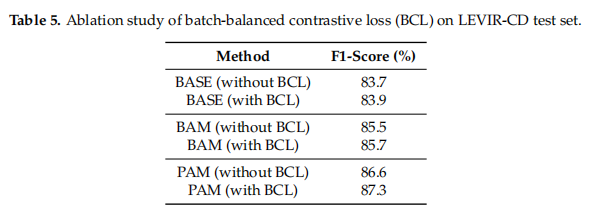 Table 5. Ablation study of batch-balanced contrastive loss (BCL) on LEVIR-CD test set.
Method F1-Score (%)
BASE (without BCL) 83.7
BASE (with BCL) 83.9
BAM (without BCL) 85.5
BAM (with BCL) 85.7
PAM (without BCL) 86.6
PAM (with BCL) 87.3